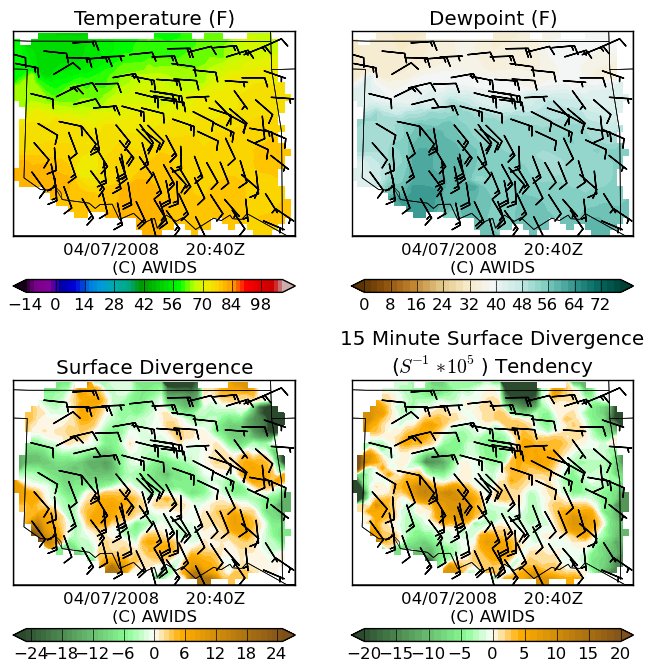 Temperature (F)
Dewpoint (F)
04/07/2008 20:40Z
(C) AWIDS
04/07/2008 20:40Z
(C) AWIDS
−14 0 14 28 42 56 70 84 98
0 8 16 24 32 40 48 56 64 72
Surface Divergence
15 Minute Surface Divergence
(S⁻¹ *10⁵ ) Tendency
04/07/2008 20:40Z
(C) AWIDS
04/07/2008 20:40Z
(C) AWIDS
−24−18−12 −6 0 6 12 18 24
−20−15−10 −5 0 5 10 15 20